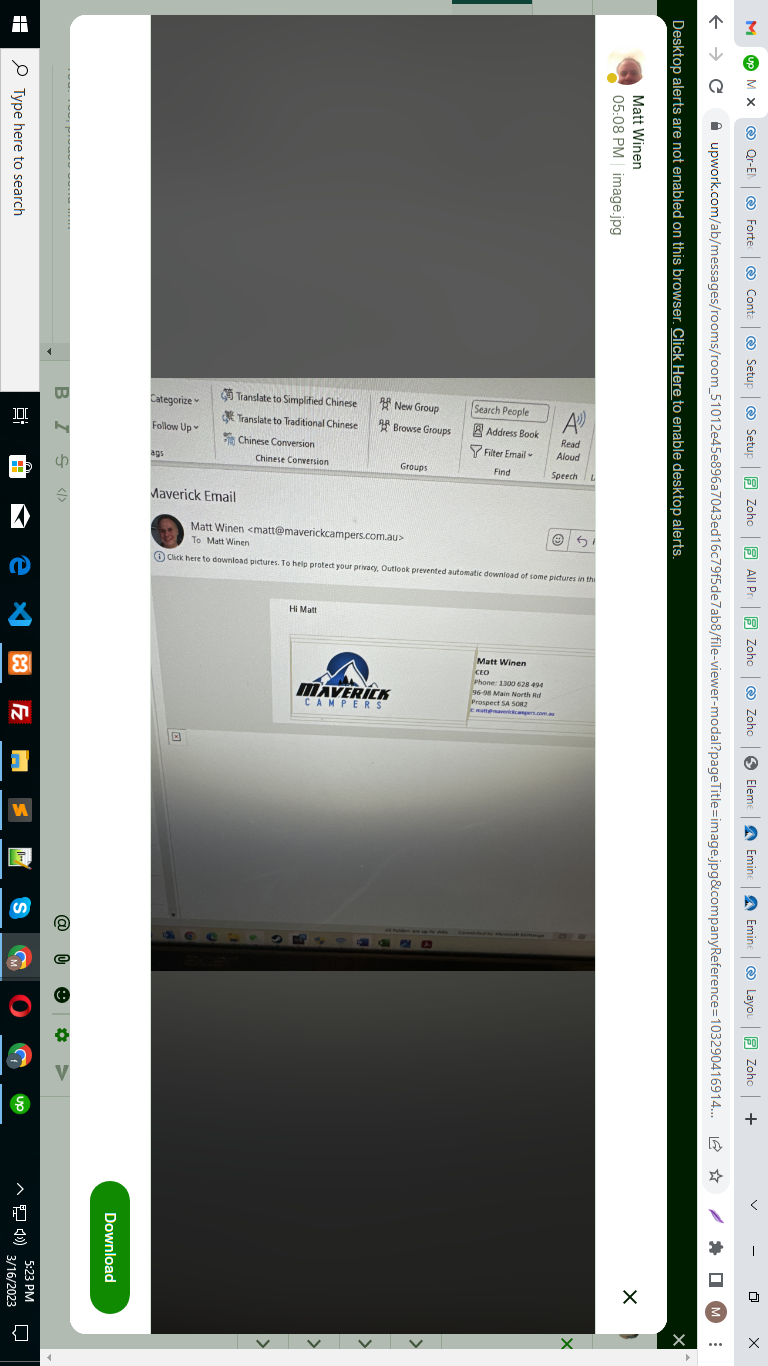 M
Qr-EM
Forte
Conta
Setup
Setup
Zoho
All Pr
Zoho
Zoho
Eleme
Emine
Emine
Layou
Zoho
upwork.com/ab/messages/rooms/room_51012e45e896a7043ed16c79f5de7ab8/file-viewer-modal?pageTitle=image.jpg&companyReference=103290416914...
M
Desktop alerts are not enabled on this browser. Click Here to enable desktop alerts.
Matt Winen
05:08 PM | image.jpg
Categorize
Follow Up
Translate to Simplified Chinese
Translate to Traditional Chinese
Chinese Conversion
Chinese Conversion
New Group
Browse Groups
Groups
Search People
Address Book
Filter Email
Find
Read
Aloud
Speech
Maverick Email
Matt Winen <matt@maverickcampers.com.au>
To Matt Winen
Click here to download pictures. To help protect your privacy, Outlook prevented automatic download of some pictures in
Hi Matt
MAVERICK
CAMPERS
Matt Winen
CEO
Phone: 1300 628 494
96-98 Main North Rd
Prospect SA 5082
E: matt@maverickcampers.com.au
Download
Type here to search
5:23 PM
3/16/2023